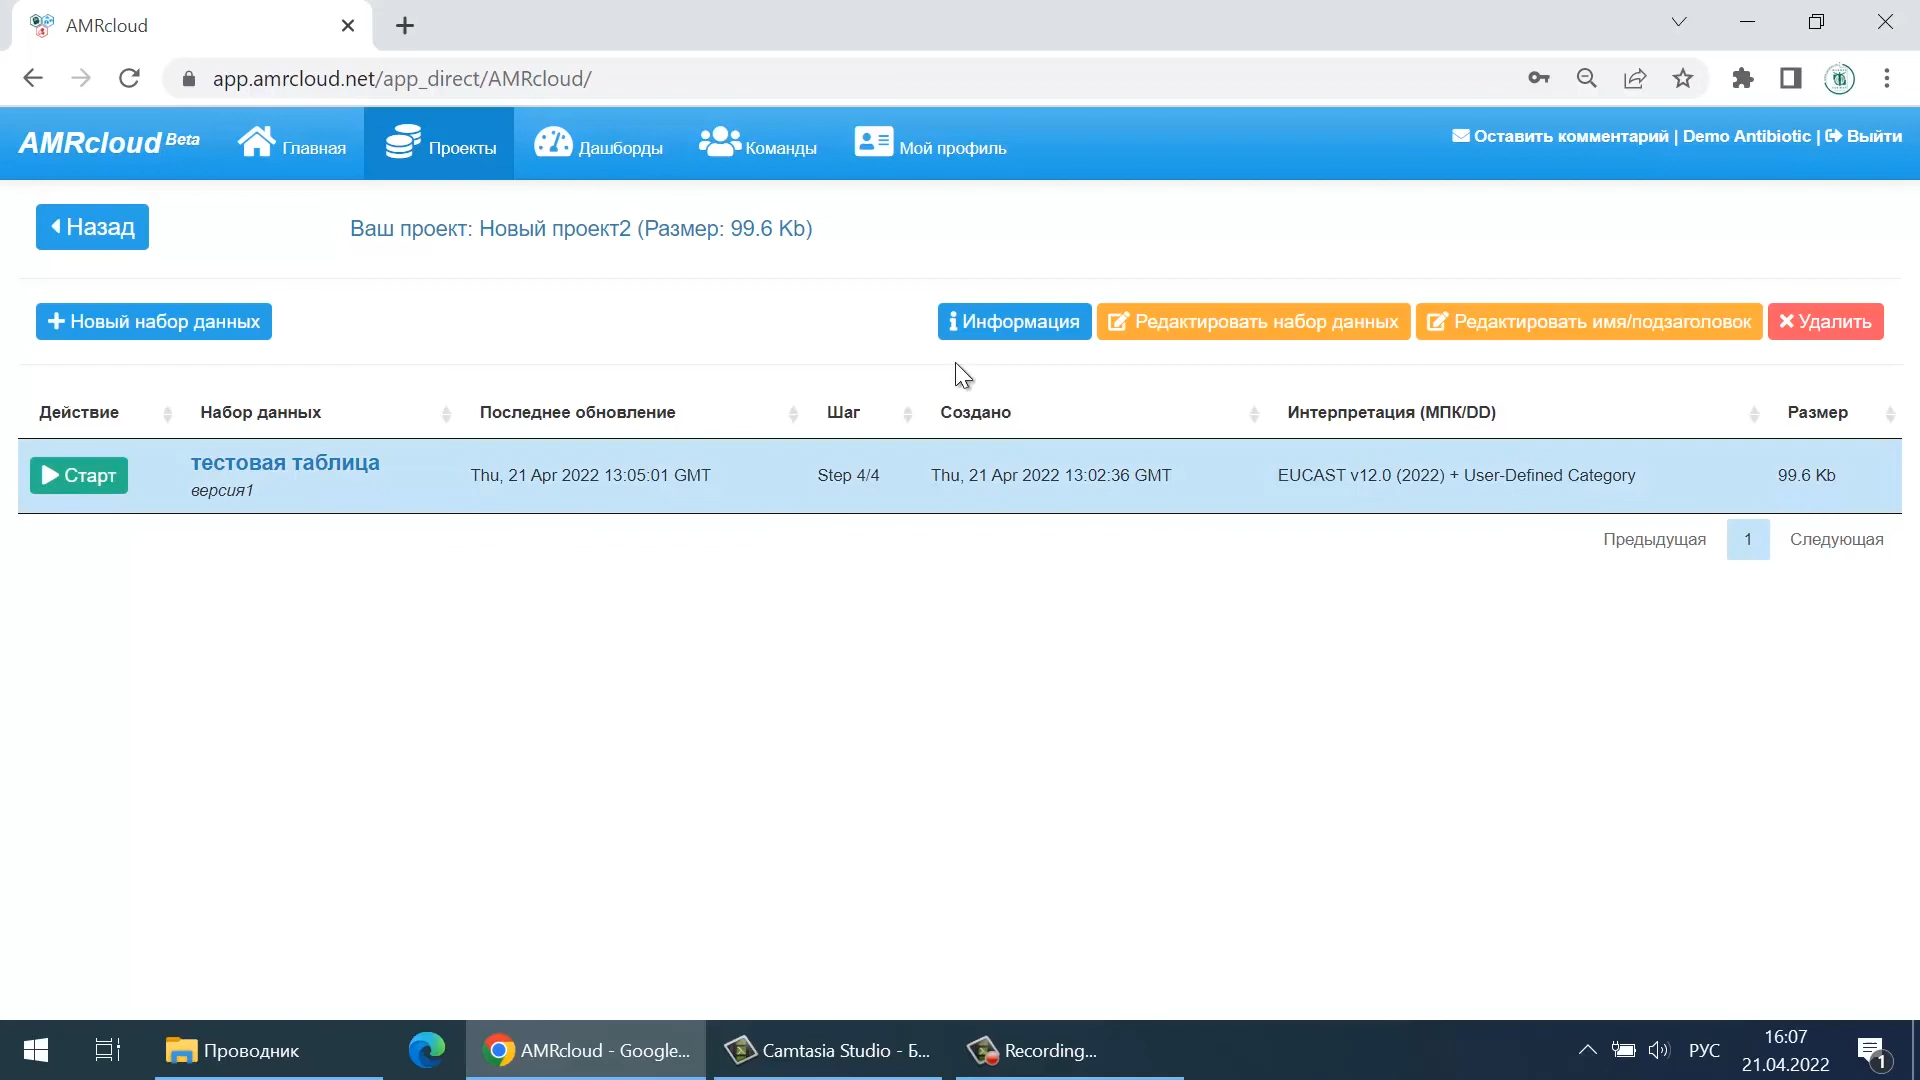 AMRcloud
app.amrcloud.net/app_direct/AMRcloud/
AMRcloud Beta
Главная
Проекты
Дашборды
Команды
Мой профиль
Оставить комментарий | Demo Antibiotic | Выйти
Назад
Ваш проект: Новый проект2 (Размер: 99.6 Kb)
Новый набор данных
Информация
Редактировать набор данных
Редактировать имя/подзаголовок
Удалить
Действие
Набор данных
Последнее обновление
Шаг
Создано
Интерпретация (МПК/DD)
Размер
Старт
тестовая таблица
версия1
Thu, 21 Apr 2022 13:05:01 GMT
Step 4/4
Thu, 21 Apr 2022 13:02:36 GMT
EUCAST v12.0 (2022) + User-Defined Category
99.6 Kb
Предыдущая
1
Следующая
Проводник
AMRcloud - Google...
Camtasia Studio - Б...
Recording...
РУС
16:07
21.04.2022
1